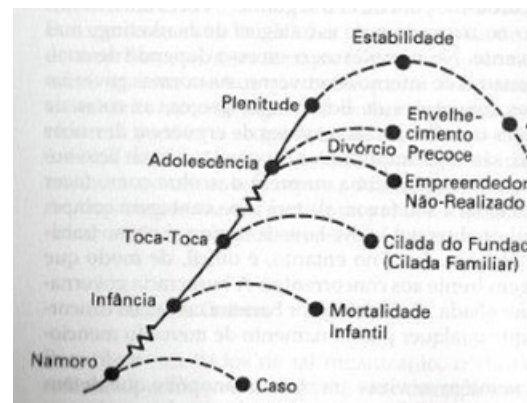 Estabilidade
Plenitude
Envelhe-
cimento
Precoce
Divórcio
Adolescência
Empreendedor
Não-Realizado
Toca-Toca
Cilada do Fundad
(Cilada Familiar)
Infância
Mortalidade
Infantil
Namoro
Caso